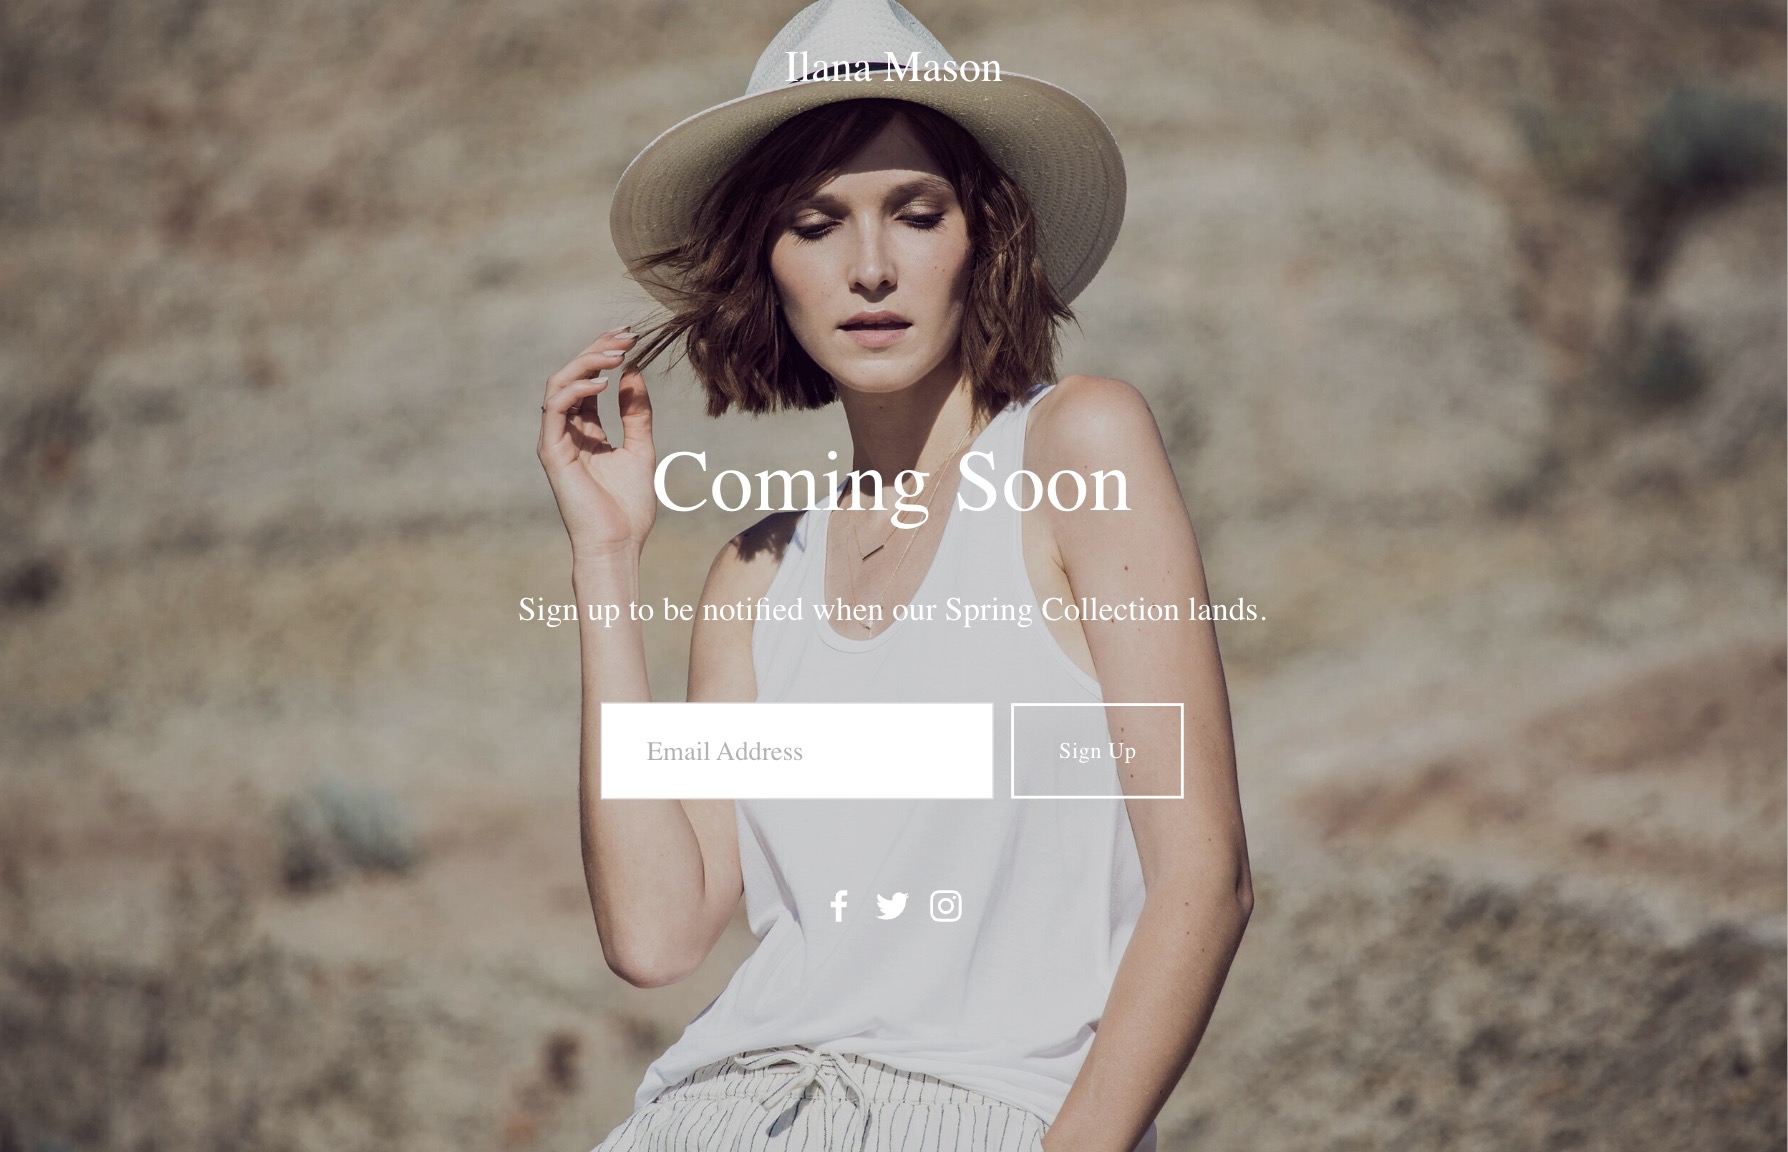 Ilana Mason
Coming Soon
Sign up to be notified when our Spring Collection lands.
Email Address
Sign Up